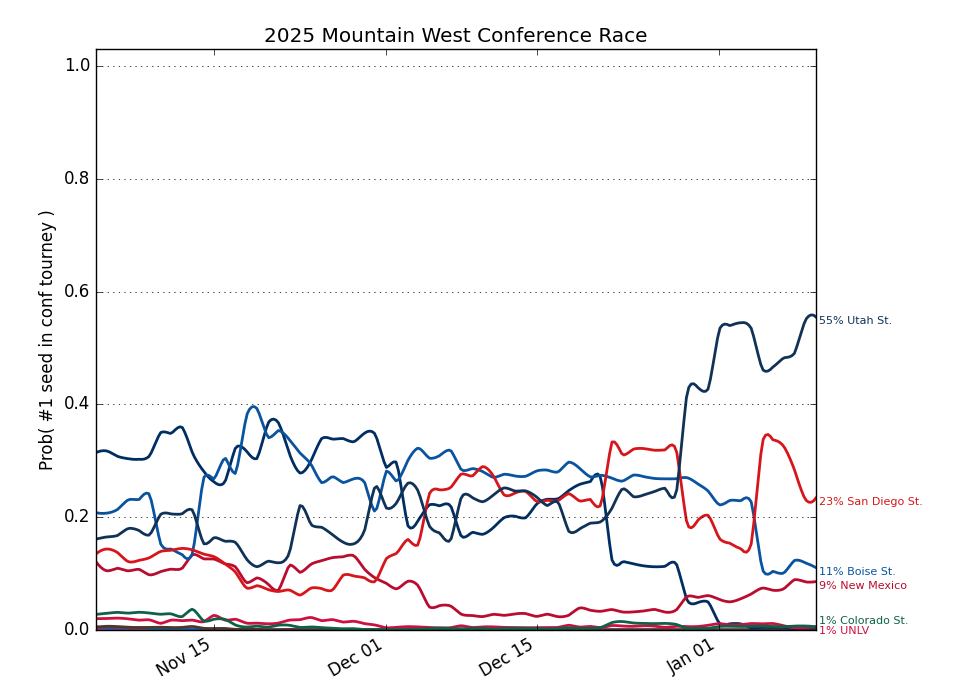 2025 Mountain West Conference Race
Prob( #1 seed in conf tourney )
1.0
0.8
0.6
0.4
0.2
0.0
Nov 15
Dec 01
Dec 15
Jan 01
55% Utah St.
23% San Diego St.
11% Boise St.
9% New Mexico
1% Colorado St.
1% UNLV